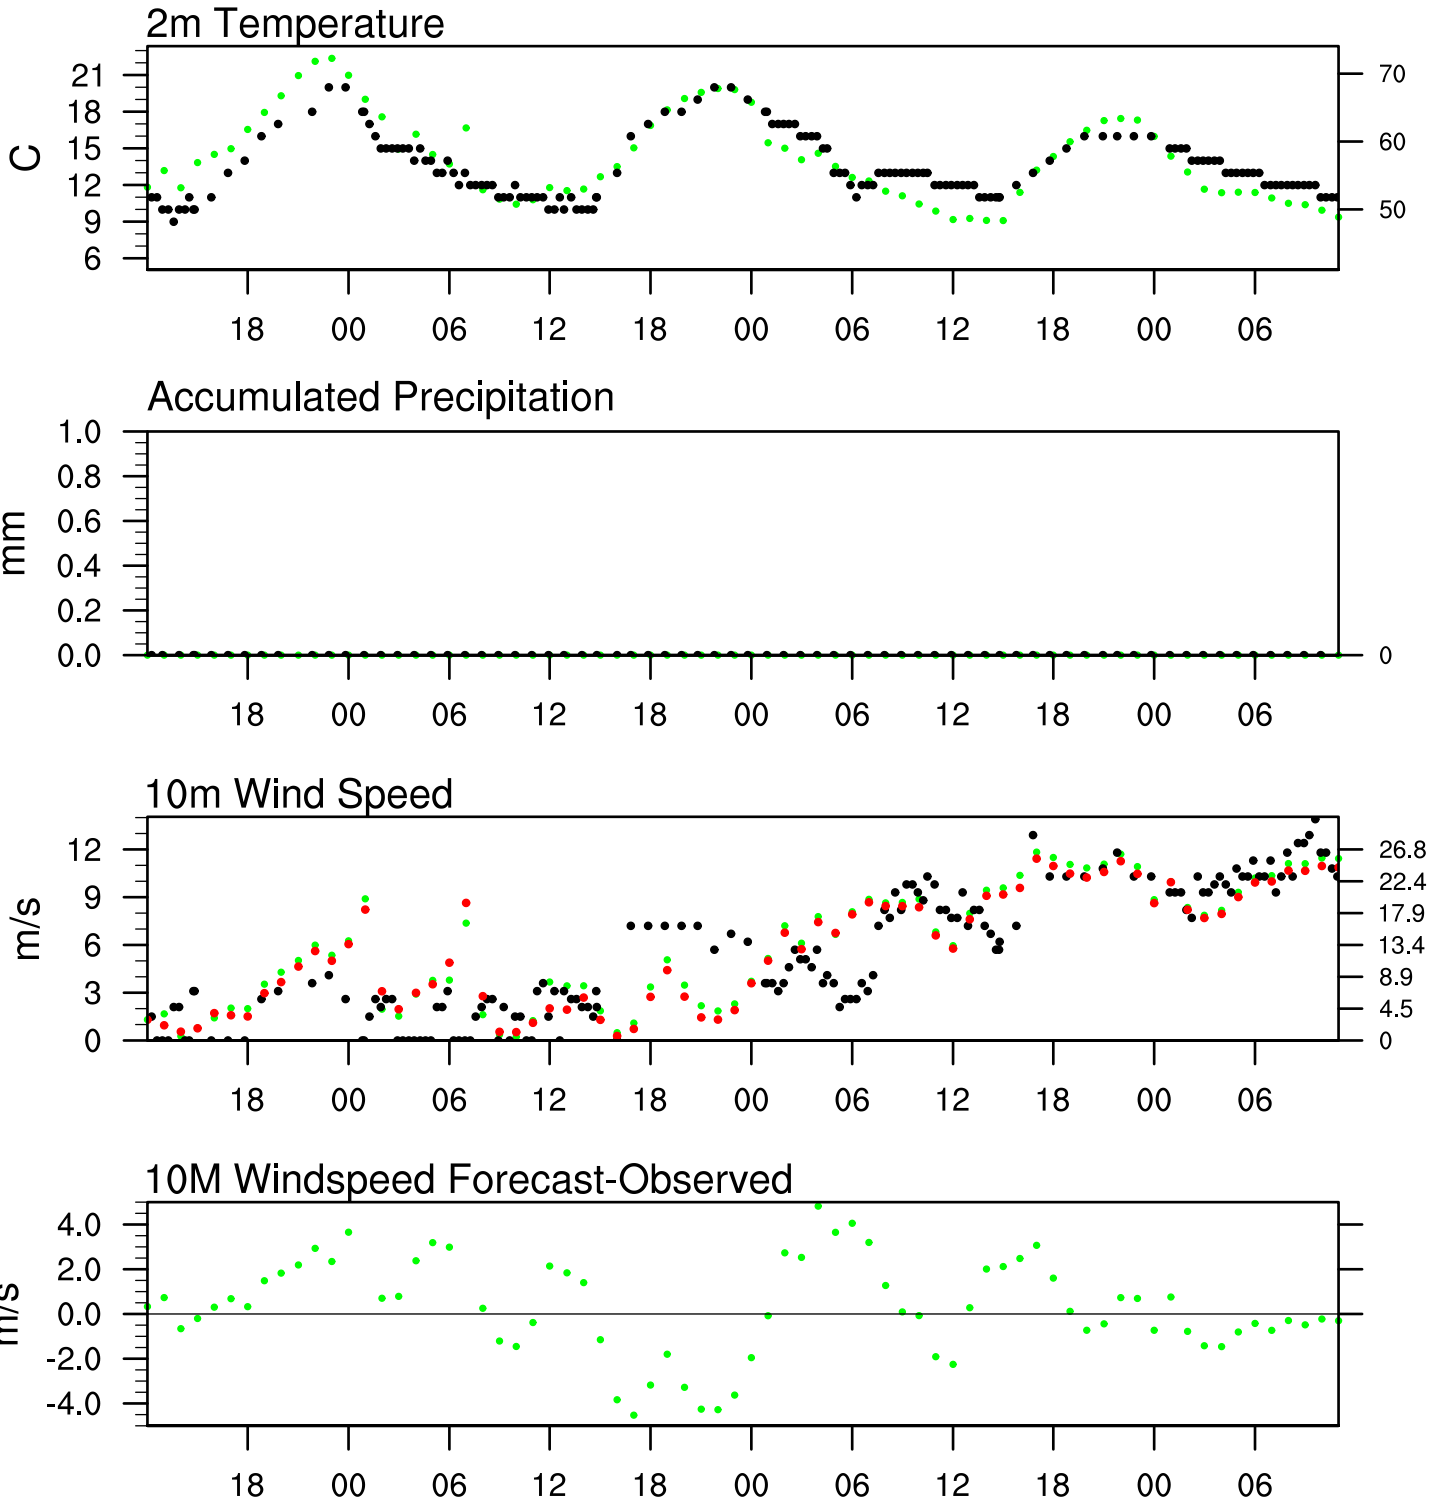 2m Temperature
21
18
15
12
9
6
C
70
60
50
18 00 06 12 18 00 06 12 18 00 06
Accumulated Precipitation
1.0
0.8
0.6
0.4
0.2
0.0
mm
0
18 00 06 12 18 00 06 12 18 00 06
10m Wind Speed
12
9
6
3
0
m/s
26.8
22.4
17.9
13.4
8.9
4.5
0
18 00 06 12 18 00 06 12 18 00 06
10M Windspeed Forecast-Observed
4.0
2.0
0.0
-2.0
-4.0
m/s
18 00 06 12 18 00 06 12 18 00 06